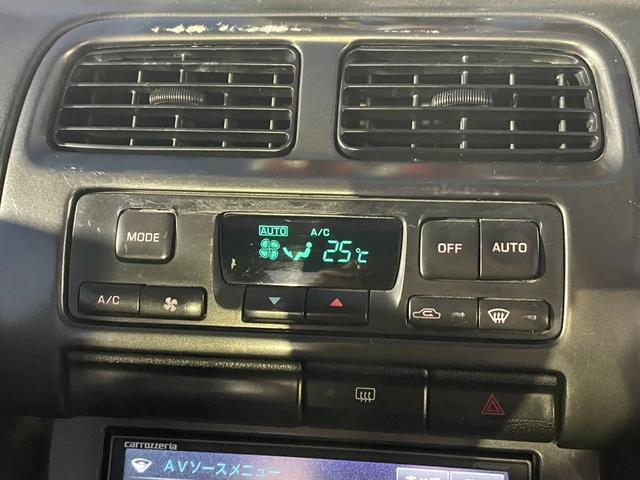 AUTO A/C
25℃
MODE
OFF
AUTO
A/C
carrozzeria
AVソースメニュー